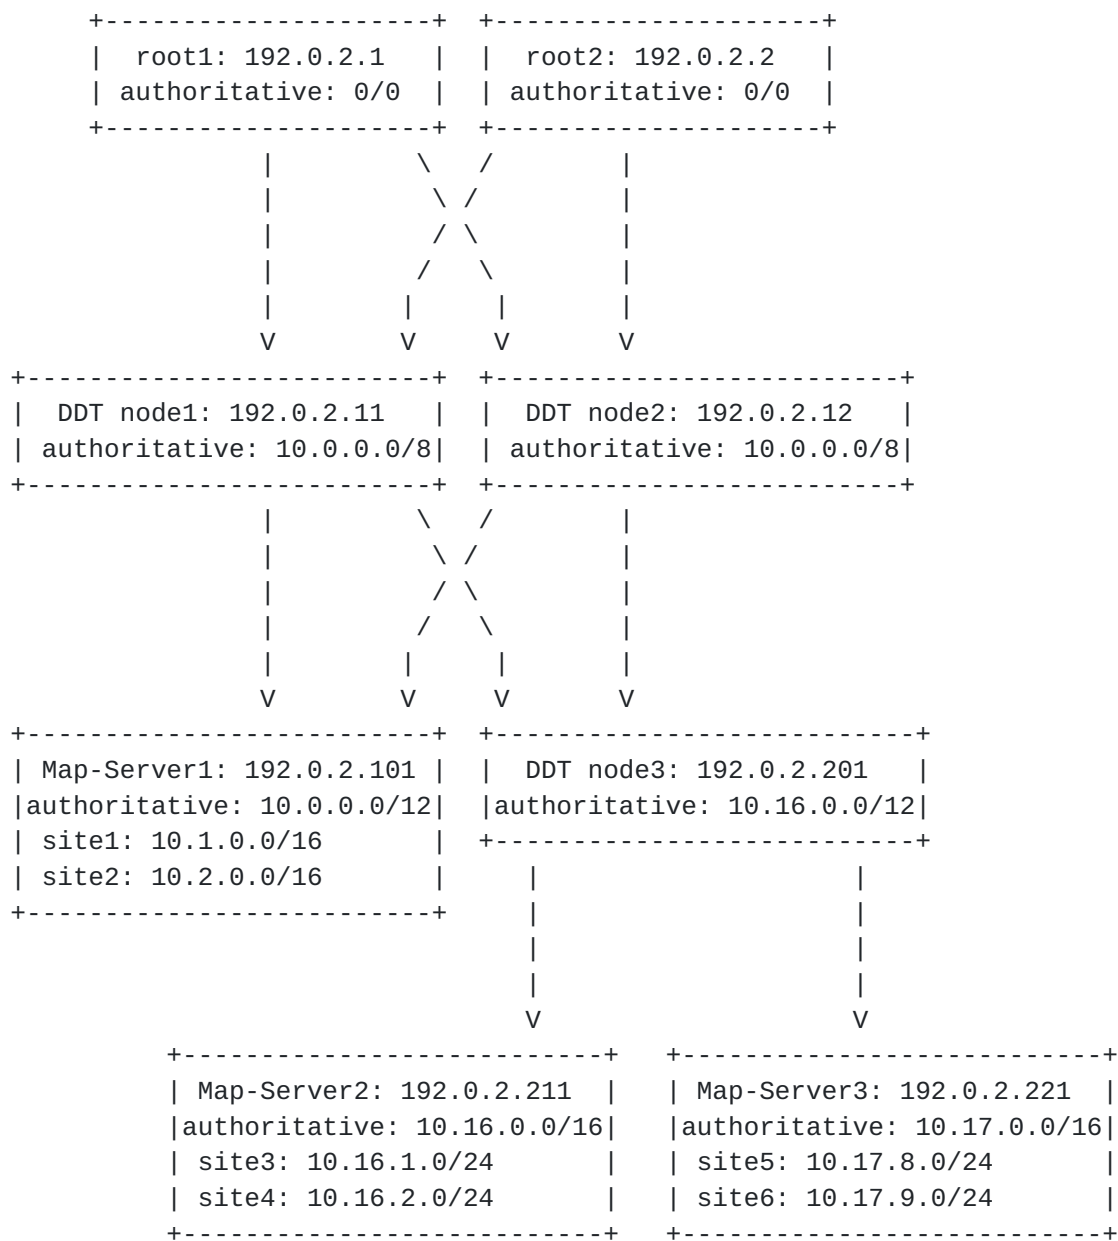 root1: 192.0.2.1 root2: 192.0.2.2
authoritative: 0/0 authoritative: 0/0
DDT node1: 192.0.2.11 DDT node2: 192.0.2.12
authoritative: 10.0.0.0/8 authoritative: 10.0.0.0/8
Map-Server1: 192.0.2.101 DDT node3: 192.0.2.201
authoritative: 10.0.0.0/12 authoritative: 10.16.0.0/12
site1: 10.1.0.0/16
site2: 10.2.0.0/16
Map-Server2: 192.0.2.211 Map-Server3: 192.0.2.221
authoritative: 10.16.0.0/16 authoritative: 10.17.0.0/16
site3: 10.16.1.0/24 site5: 10.17.8.0/24
site4: 10.16.2.0/24 site6: 10.17.9.0/24